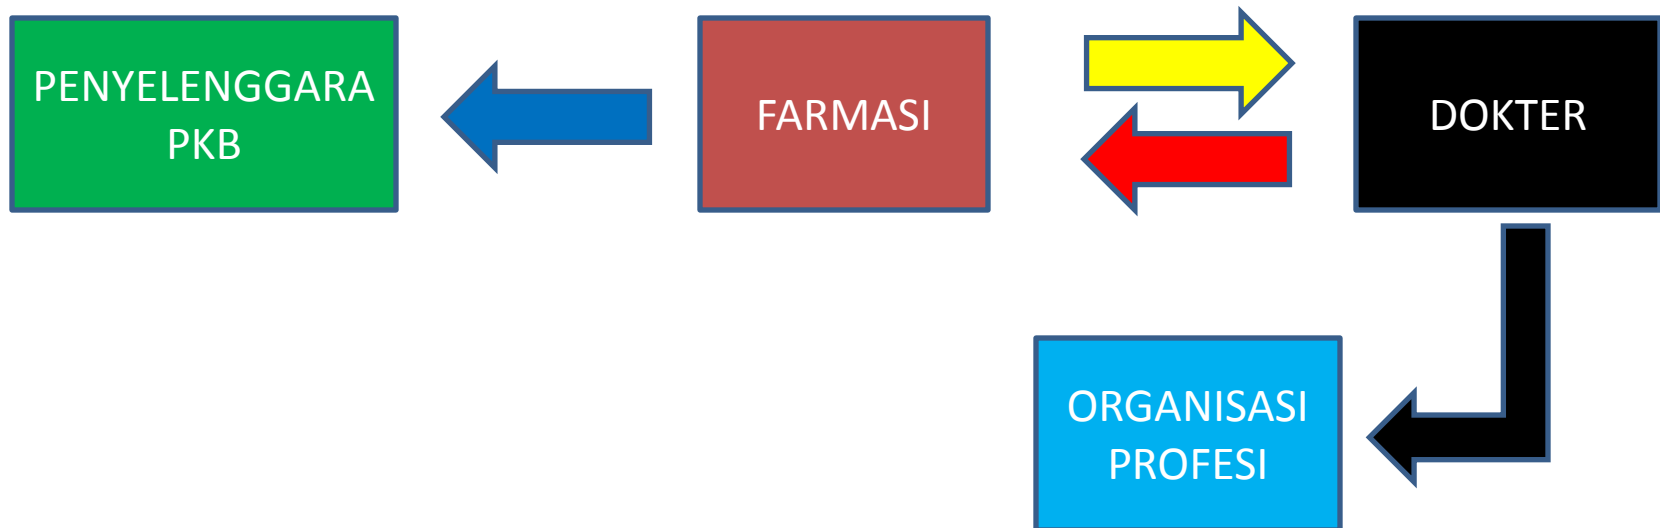 PENYELENGGARA
PKB
FARMASI
DOKTER
ORGANISASI
PROFESI